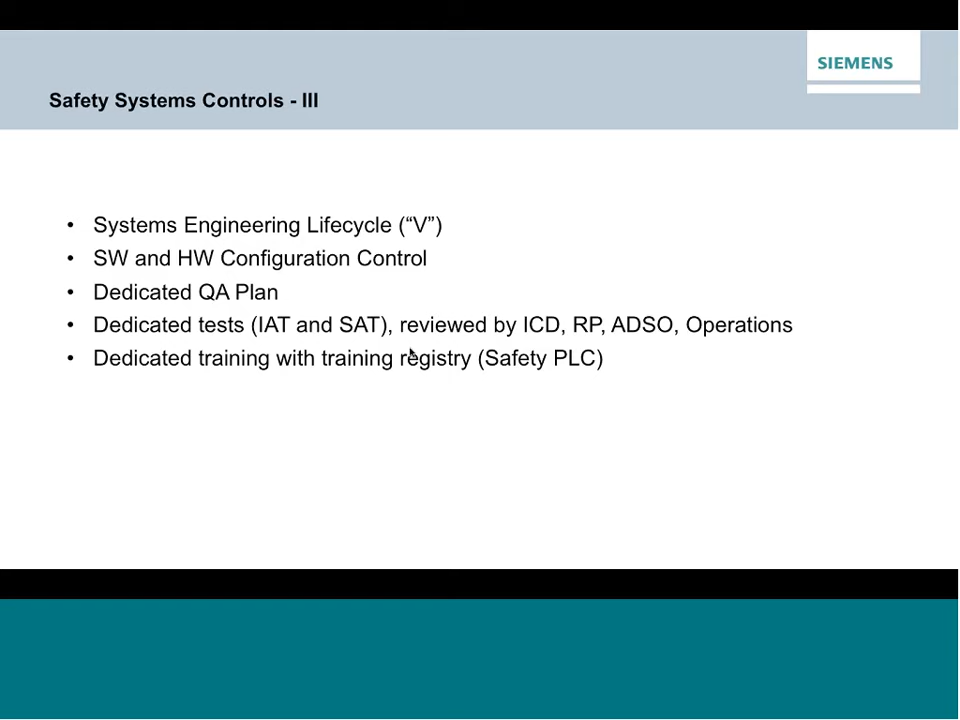 SIEMENS
Safety Systems Controls - III
• Systems Engineering Lifecycle (“V”)
• SW and HW Configuration Control
• Dedicated QA Plan
• Dedicated tests (IAT and SAT), reviewed by ICD, RP, ADSO, Operations
• Dedicated training with training registry (Safety PLC)